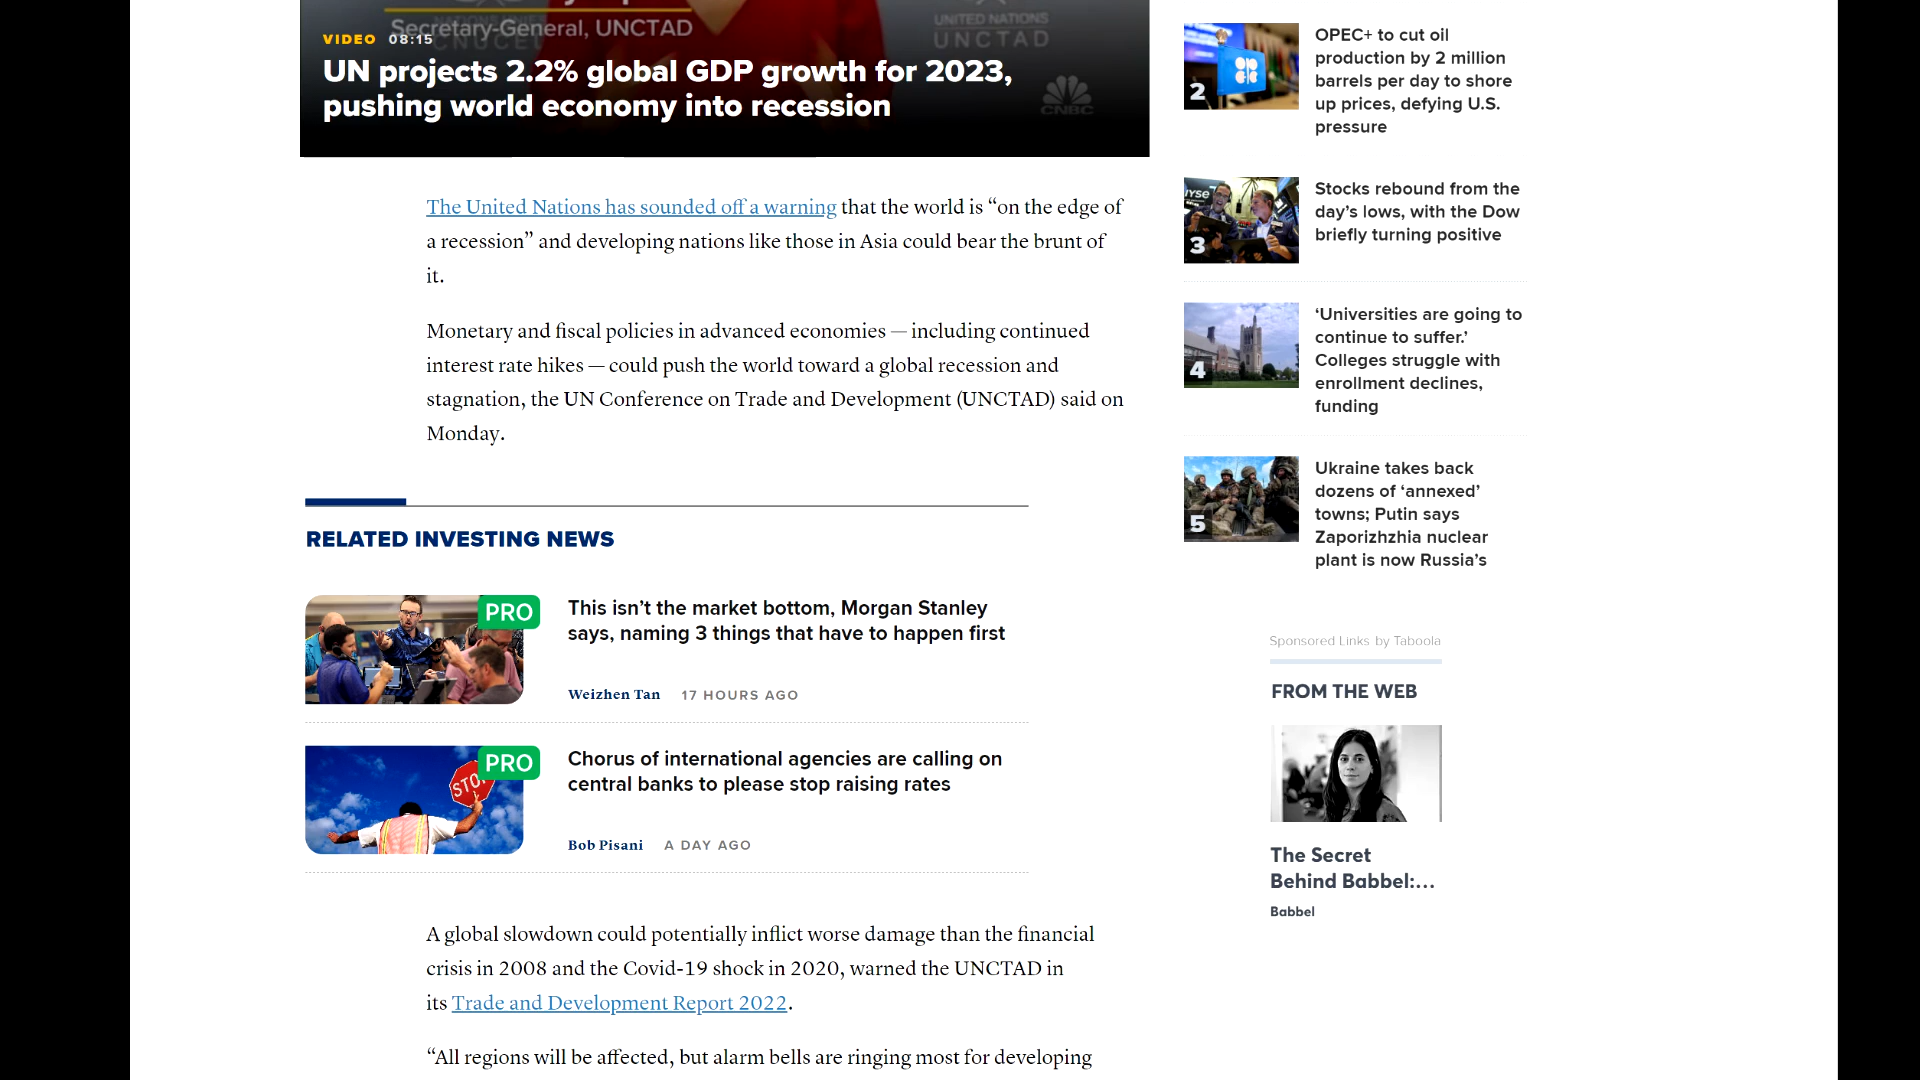 Secretary-General, UNCTAD
UNITED NATIONS
UNCTAD
VIDEO 08:15
UN projects 2.2% global GDP growth for 2023,
pushing world economy into recession
CNBC
The United Nations has sounded off a warning that the world is “on the edge of
a recession” and developing nations like those in Asia could bear the brunt of
it.
Monetary and fiscal policies in advanced economies — including continued
interest rate hikes — could push the world toward a global recession and
stagnation, the UN Conference on Trade and Development (UNCTAD) said on
Monday.
RELATED INVESTING NEWS
PRO
This isn’t the market bottom, Morgan Stanley
says, naming 3 things that have to happen first
Weizhen Tan 17 HOURS AGO
STOP
PRO
Chorus of international agencies are calling on
central banks to please stop raising rates
Bob Pisani A DAY AGO
A global slowdown could potentially inflict worse damage than the financial
crisis in 2008 and the Covid-19 shock in 2020, warned the UNCTAD in
its Trade and Development Report 2022.
“All regions will be affected, but alarm bells are ringing most for developing
2
OPEC+ to cut oil
production by 2 million
barrels per day to shore
up prices, defying U.S.
pressure
NYSE
3
Stocks rebound from the
day’s lows, with the Dow
briefly turning positive
4
‘Universities are going to
continue to suffer.’
Colleges struggle with
enrollment declines,
funding
5
Ukraine takes back
dozens of ‘annexed’
towns; Putin says
Zaporizhzhia nuclear
plant is now Russia’s
Sponsored Links by Taboola
FROM THE WEB
The Secret
Behind Babbel:…
Babbel